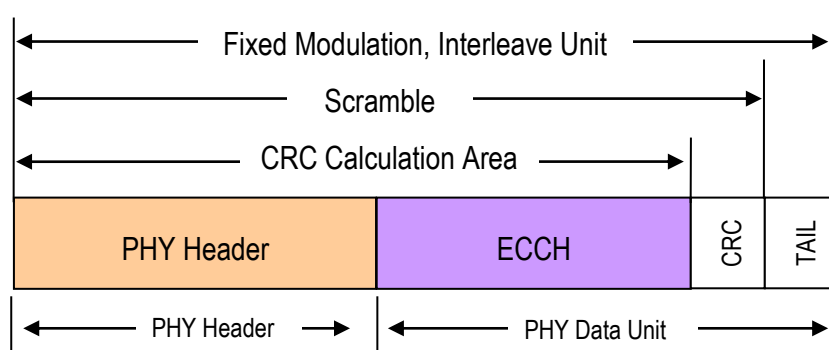 Fixed Modulation, Interleave Unit
Scramble
CRC Calculation Area
PHY Header
ECCH
CRC
TAIL
PHY Header
PHY Data Unit